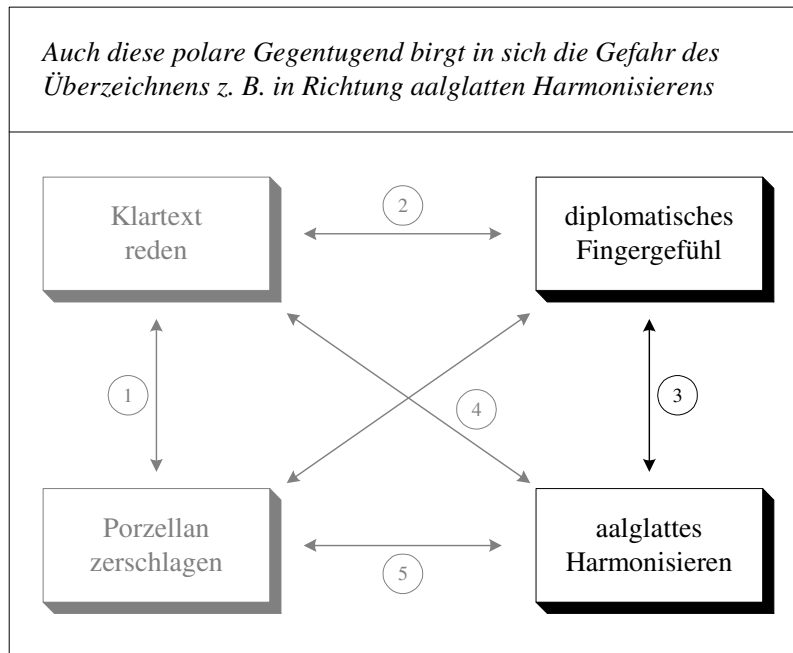 Auch diese polare Gegentugend birgt in sich die Gefahr des
Überzeichnens z. B. in Richtung aalglatten Harmonisierens
Klartext
reden
2
diplomatisches
Fingergefühl
1
4
3
Porzellan
zerschlagen
5
aalglattes
Harmonisieren